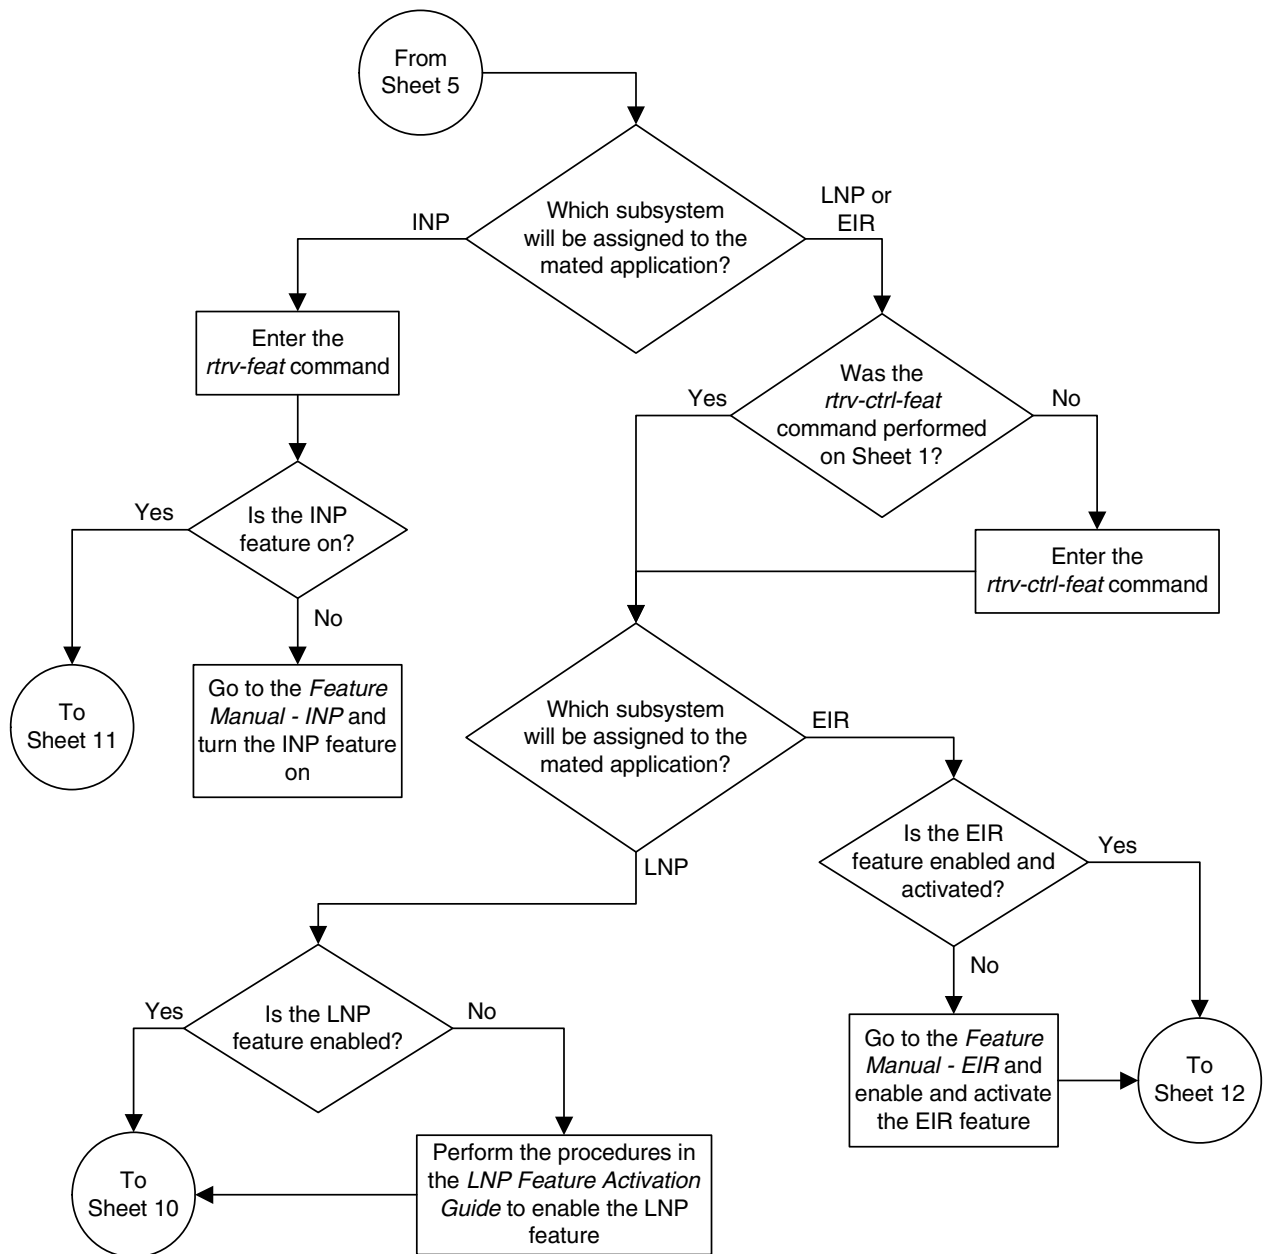 From
Sheet 5
Which subsystem
will be assigned to the
mated application?
INP
LNP or
EIR
Enter the
rtrv-feat command
Was the
rtrv-ctrl-feat
command performed
on Sheet 1?
Yes
No
Is the INP
feature on?
Yes
No
Enter the
rtrv-ctrl-feat command
To
Sheet 11
Go to the Feature
Manual - INP and
turn the INP feature
on
Which subsystem
will be assigned to the
mated application?
EIR
LNP
Is the EIR
feature enabled and
activated?
Yes
No
Is the LNP
feature enabled?
Yes
No
Go to the Feature
Manual - EIR and
enable and activate
the EIR feature
To
Sheet 12
To
Sheet 10
Perform the procedures in
the LNP Feature Activation
Guide to enable the LNP
feature